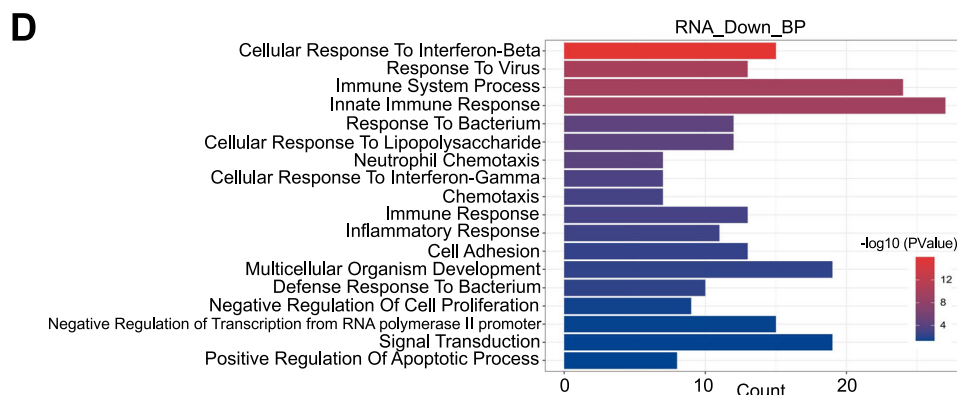 D
RNA_Down_BP
Cellular Response To Interferon-Beta
Response To Virus
Immune System Process
Innate Immune Response
Response To Bacterium
Cellular Response To Lipopolysaccharide
Neutrophil Chemotaxis
Cellular Response To Interferon-Gamma
Chemotaxis
Immune Response
Inflammatory Response
Cell Adhesion
Multicellular Organism Development
Defense Response To Bacterium
Negative Regulation Of Cell Proliferation
Negative Regulation of Transcription from RNA polymerase II promoter
Signal Transduction
Positive Regulation Of Apoptotic Process
-log10 (PValue)
12
8
4
0 10 20
Count